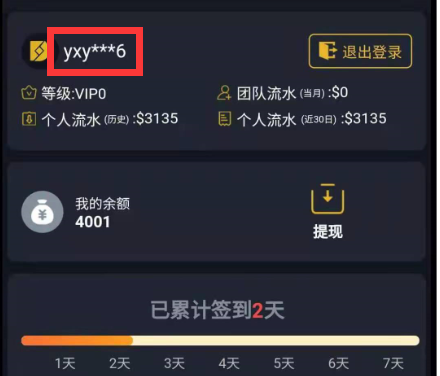 yxy***6
退出登录
等级:VIP0
团队流水 (当月) :$0
个人流水 (历史) :$3135
个人流水 (近30日) :$3135
我的余额
4001
提现
已累计签到2天
1天 2天 3天 4天 5天 6天 7天